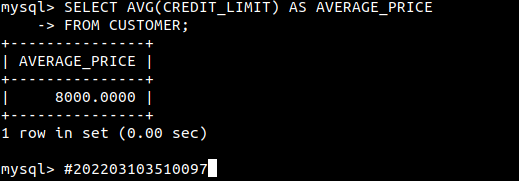 mysql> SELECT AVG(CREDIT_LIMIT) AS AVERAGE_PRICE
    -> FROM CUSTOMER;
+---------------+
| AVERAGE_PRICE |
+---------------+
|     8000.0000 |
+---------------+
1 row in set (0.00 sec)
mysql> #202203103510097